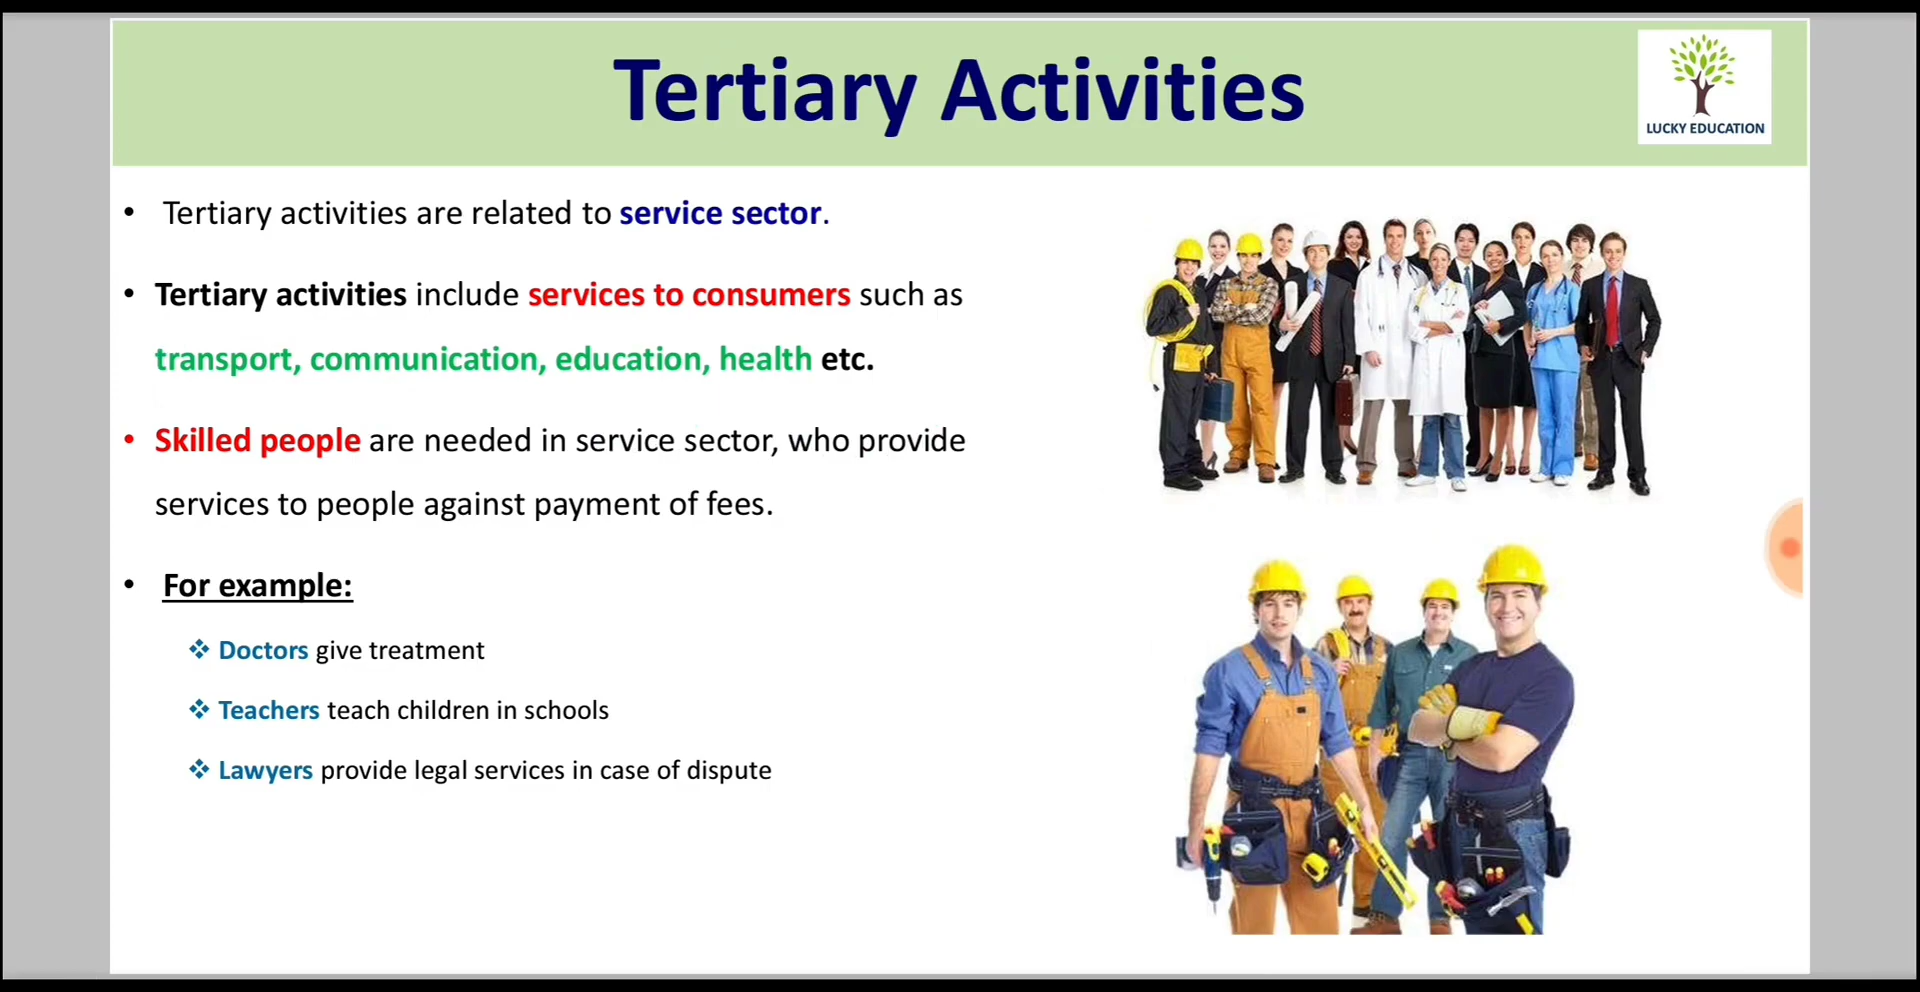 Tertiary Activities
LUCKY EDUCATION
• Tertiary activities are related to service sector.
• Tertiary activities include services to consumers such as
transport, communication, education, health etc.
• Skilled people are needed in service sector, who provide
services to people against payment of fees.
• For example:
❖ Doctors give treatment
❖ Teachers teach children in schools
❖ Lawyers provide legal services in case of dispute